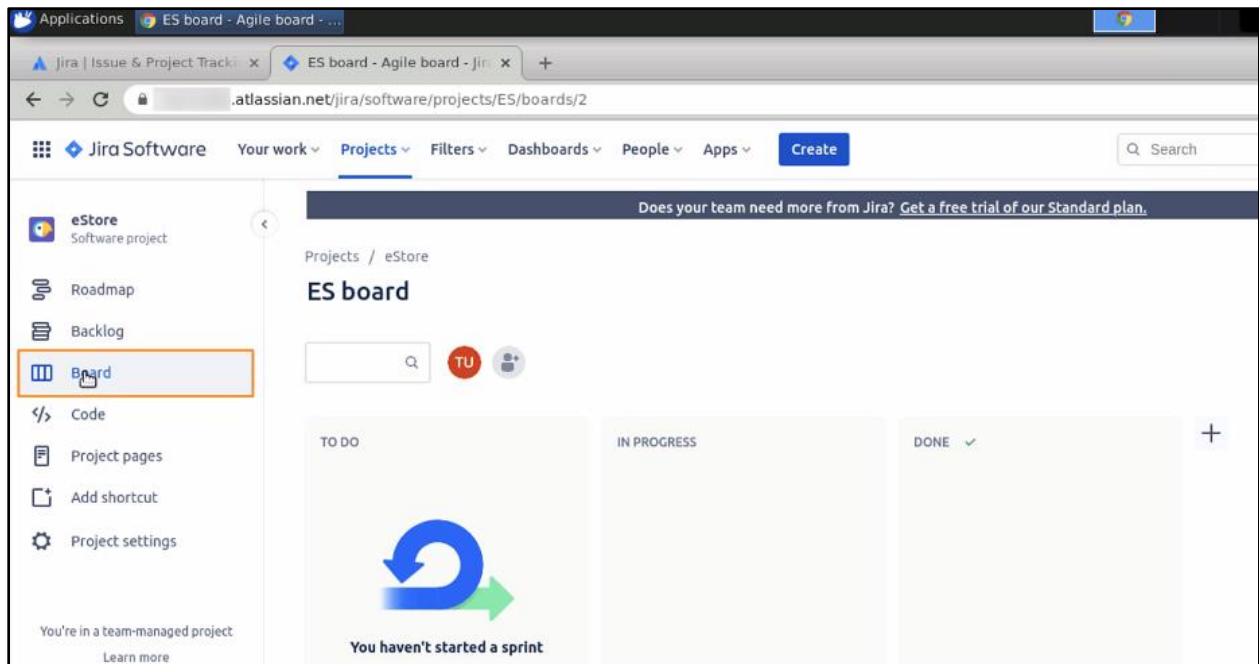 Applications ES board - Agile board - ...
Jira | Issue & Project Tracki × ES board - Agile board - Jir × +
.atlassian.net/jira/software/projects/ES/boards/2
Jira Software Your work Projects Filters Dashboards People Apps Create Search
Does your team need more from Jira? Get a free trial of our Standard plan.
eStore
Software project
Projects / eStore
Roadmap
ES board
Backlog
TU
Board
Code
TO DO IN PROGRESS DONE
Project pages
Add shortcut
Project settings
You're in a team-managed project
Learn more
You haven't started a sprint